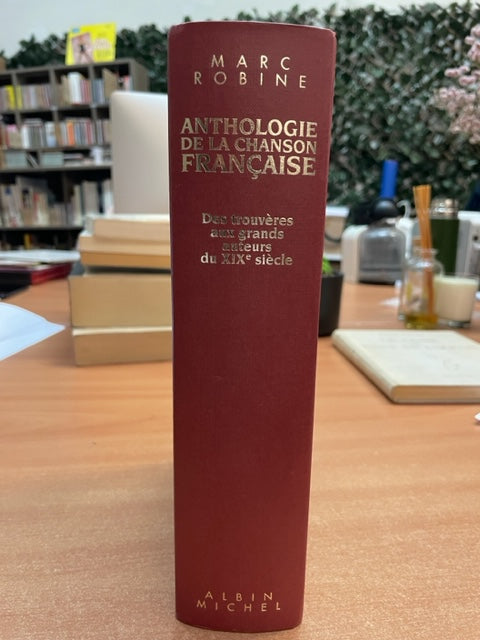 MARC
ROBINE
ANTHOLOGIE
DE LA CHANSON
FRANÇAISE
Des trouvères
aux grands
auteurs
du XIXe siècle
ALBIN
MICHEL